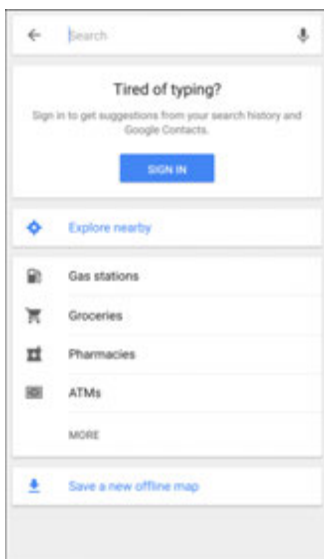 Search
Tired of typing?
Sign in to get suggestions from your search history and
Google Contacts.
SIGN IN
Explore nearby
Gas stations
Groceries
Pharmacies
ATMs
MORE
Save a new offline map